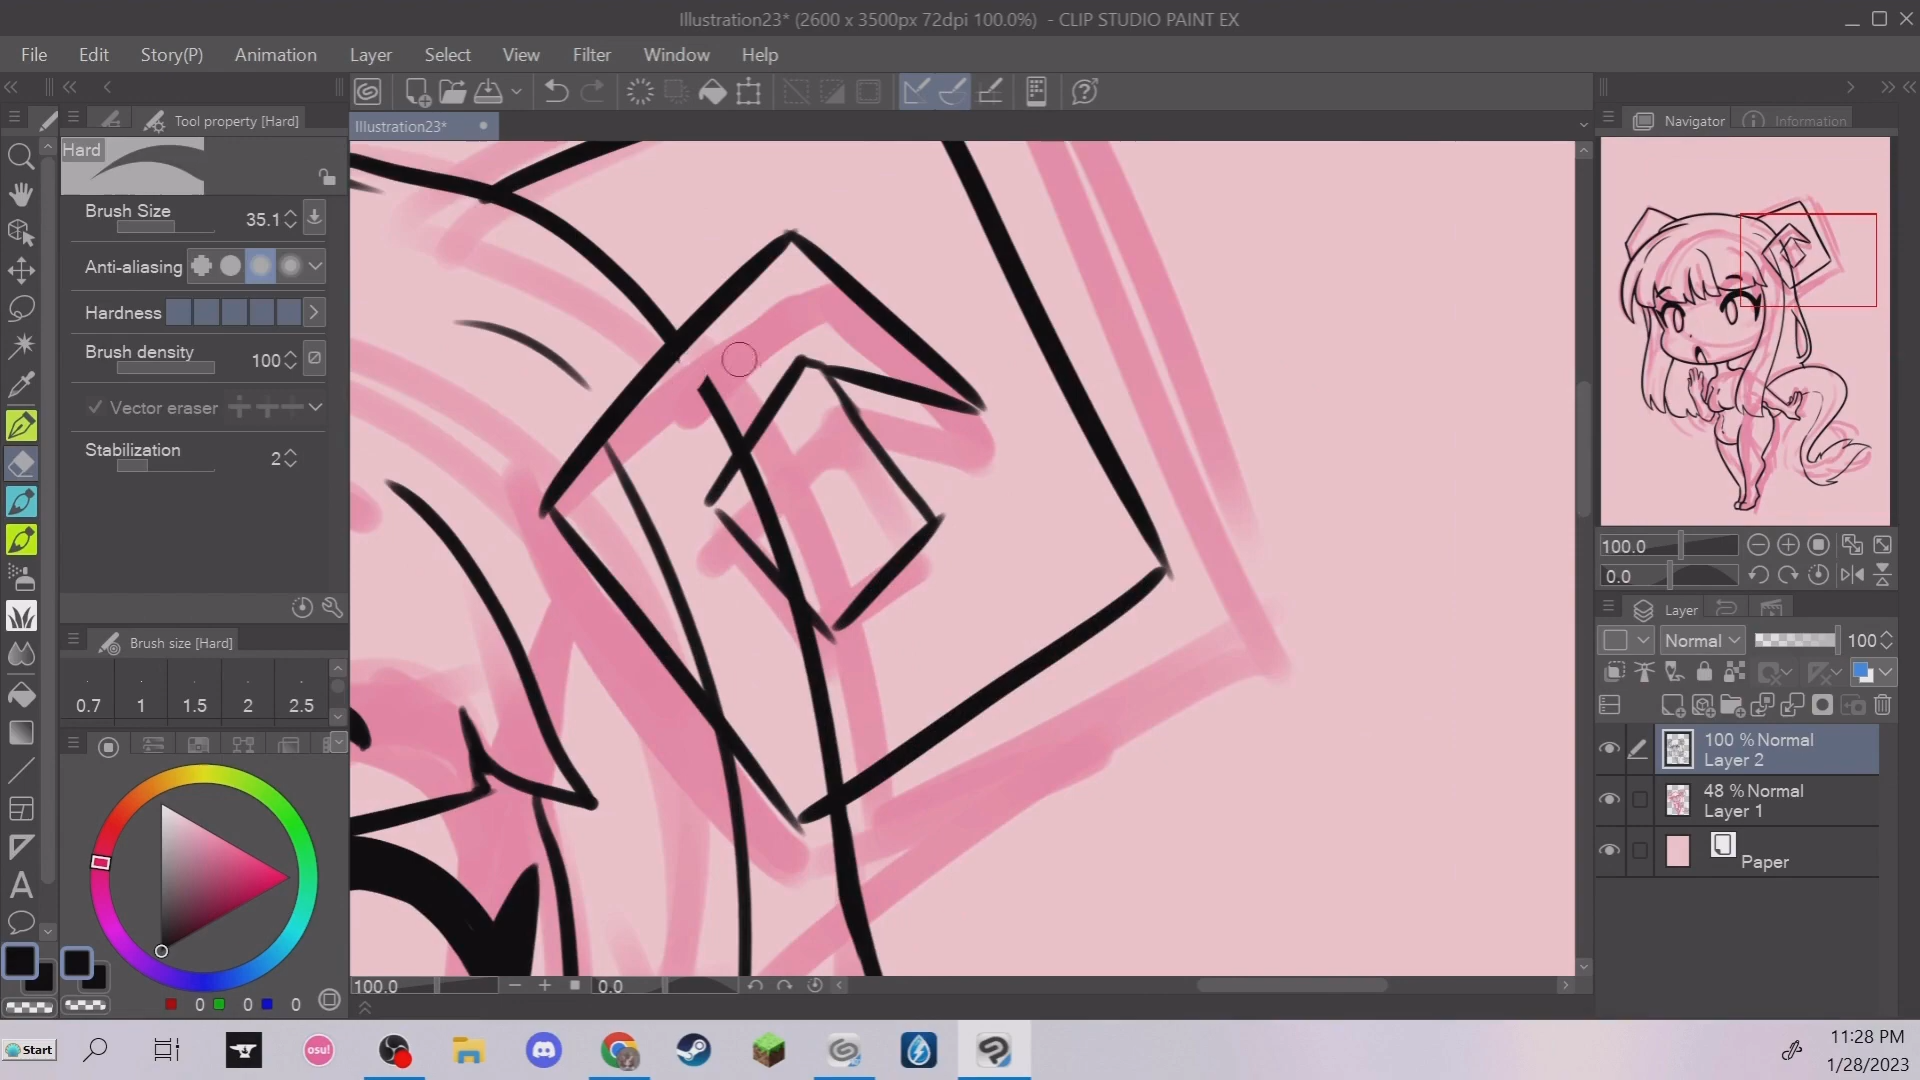 Illustration23* (2600 x 3500px 72dpi 100.0%) - CLIP STUDIO PAINT EX
File Edit Story(P) Animation Layer Select View Filter Window Help
Tool property [Hard]
Illustration23*
Navigator Information
Hard
Brush Size 35.1
Anti-aliasing
Hardness
Brush density 100
Vector eraser
Stabilization 2
Brush size [Hard]
0.7 1 1.5 2 2.5
100.0
0.0
Layer
Normal 100
100 % Normal
Layer 2
48 % Normal
Layer 1
Paper
0 0 0
100.0 0.0
Start
osu!
11:28 PM
1/28/2023